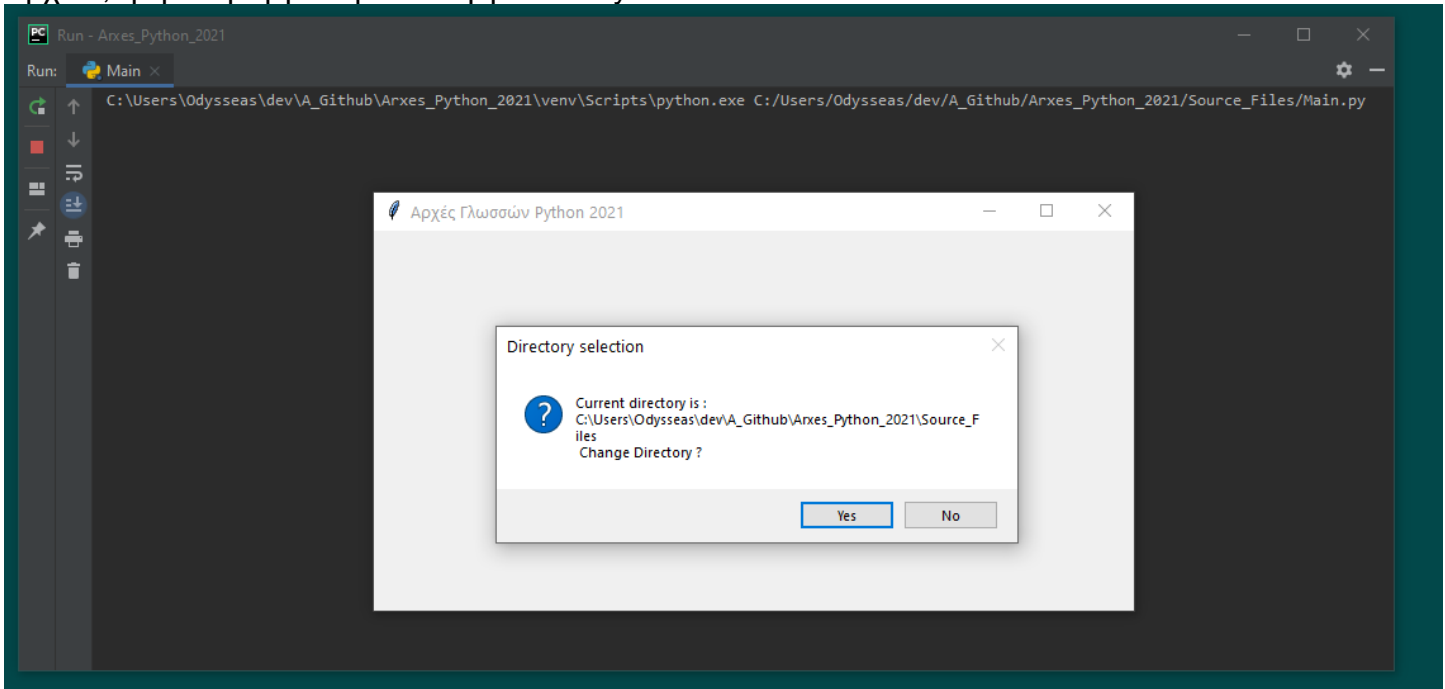 PC Run - Arxes_Python_2021
Run: Main
C:\Users\Odysseas\dev\A_Github\Arxes_Python_2021\venv\Scripts\python.exe C:/Users/Odysseas/dev/A_Github/Arxes_Python_2021/Source_Files/Main.py
Αρχές Γλωσσών Python 2021
Directory selection
Current directory is :
C:\Users\Odysseas\dev\A_Github\Arxes_Python_2021\Source_F
iles
Change Directory ?
Yes No